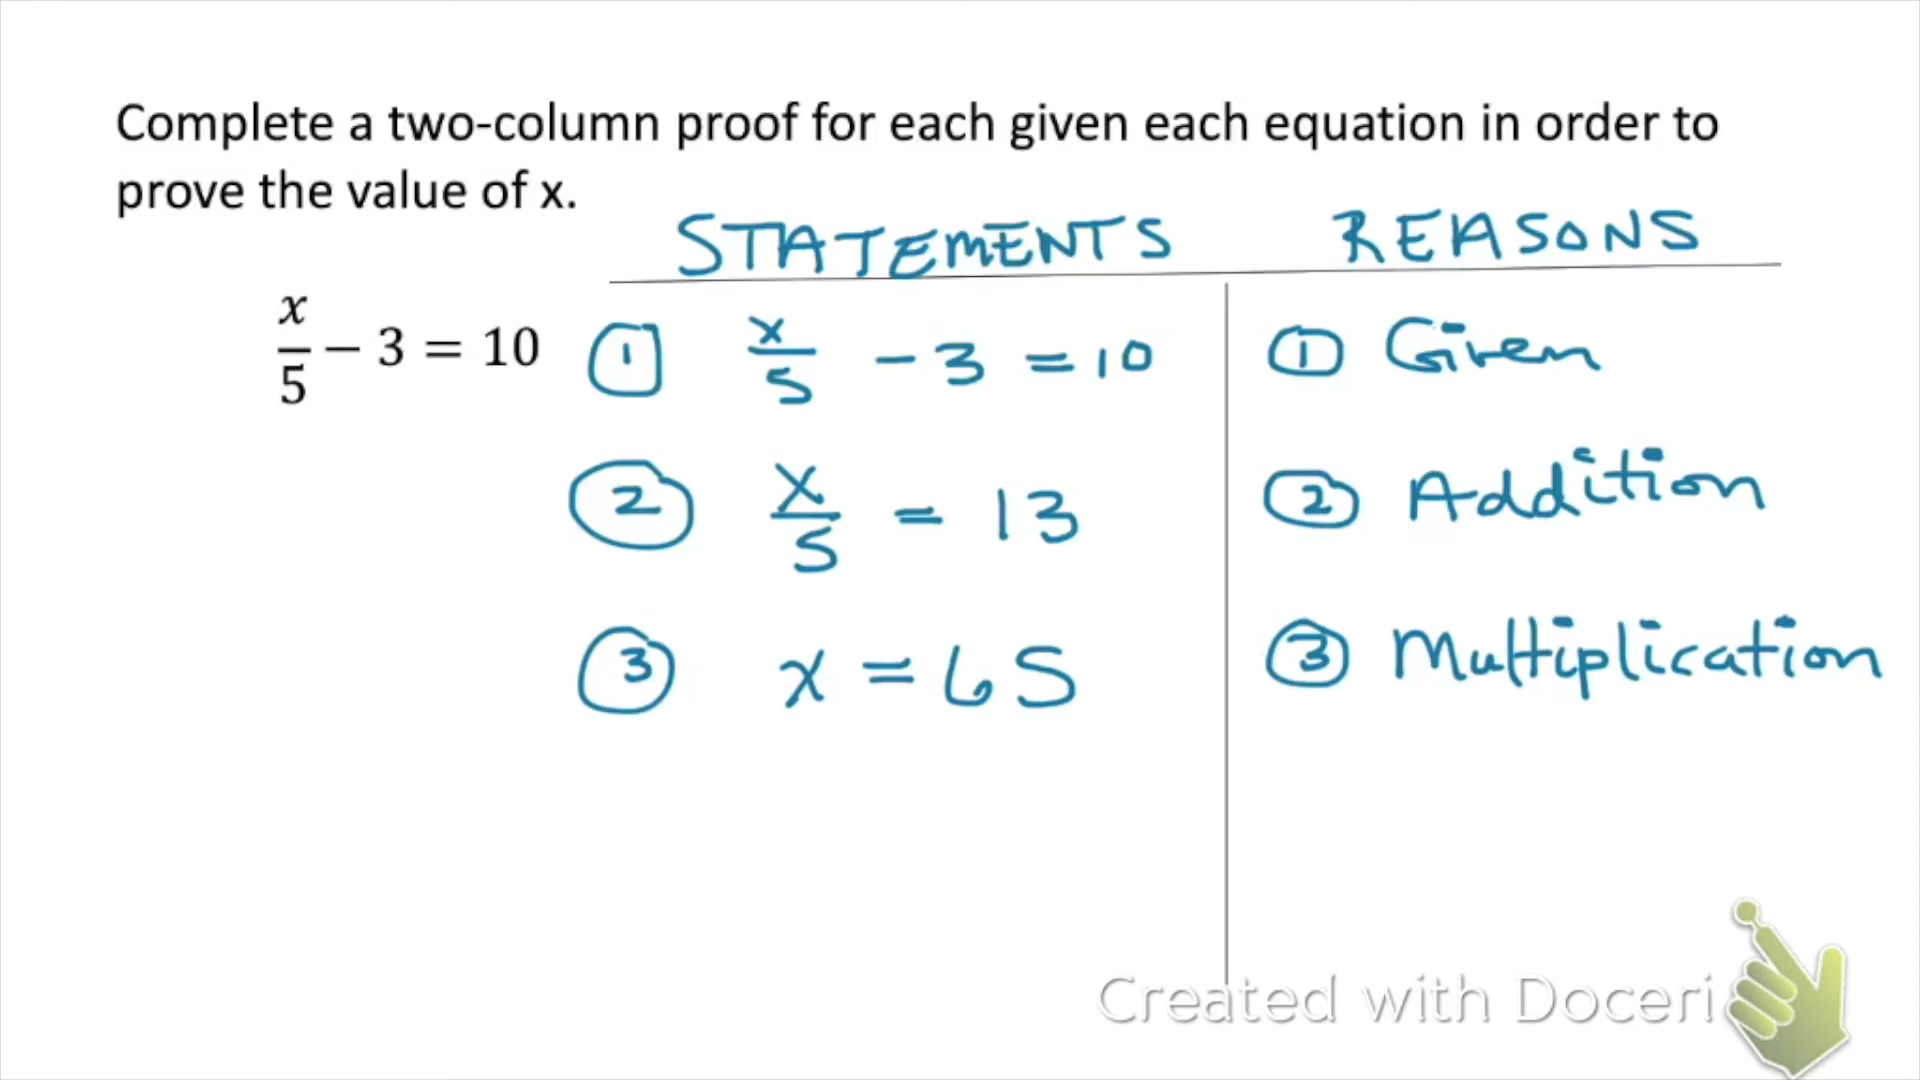 Complete a two-column proof for each given each equation in order to
prove the value of x.
STATEMENTS REASONS
x/5 − 3 = 10
① x/5 - 3 = 10 ① Given
② x/5 = 13 ② Addition
③ x = 65 ③ Multiplication
Created with Doceri